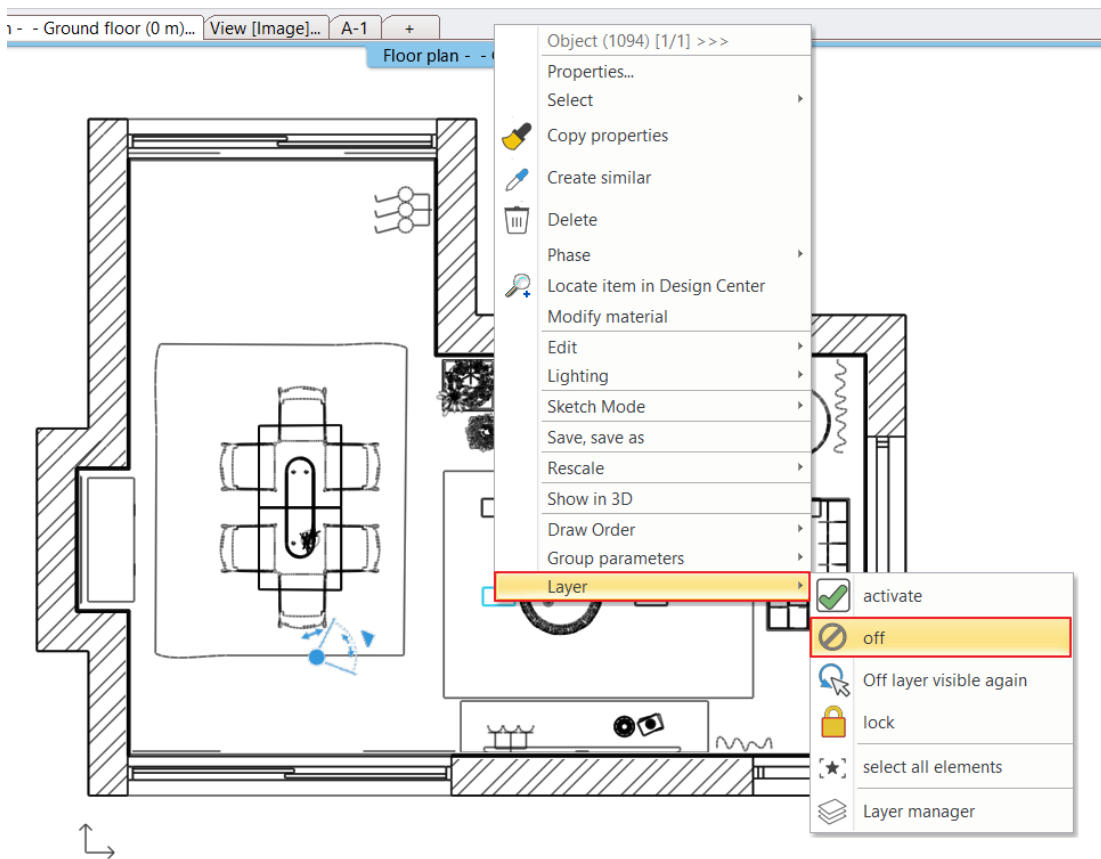 - - Ground floor (0 m)... View [Image]... A-1 +
Floor plan - -
Object (1094) [1/1] >>>
Properties...
Select
Copy properties
Create similar
Delete
Phase
Locate item in Design Center
Modify material
Edit
Lighting
Sketch Mode
Save, save as
Rescale
Show in 3D
Draw Order
Group parameters
Layer
activate
off
Off layer visible again
lock
select all elements
Layer manager